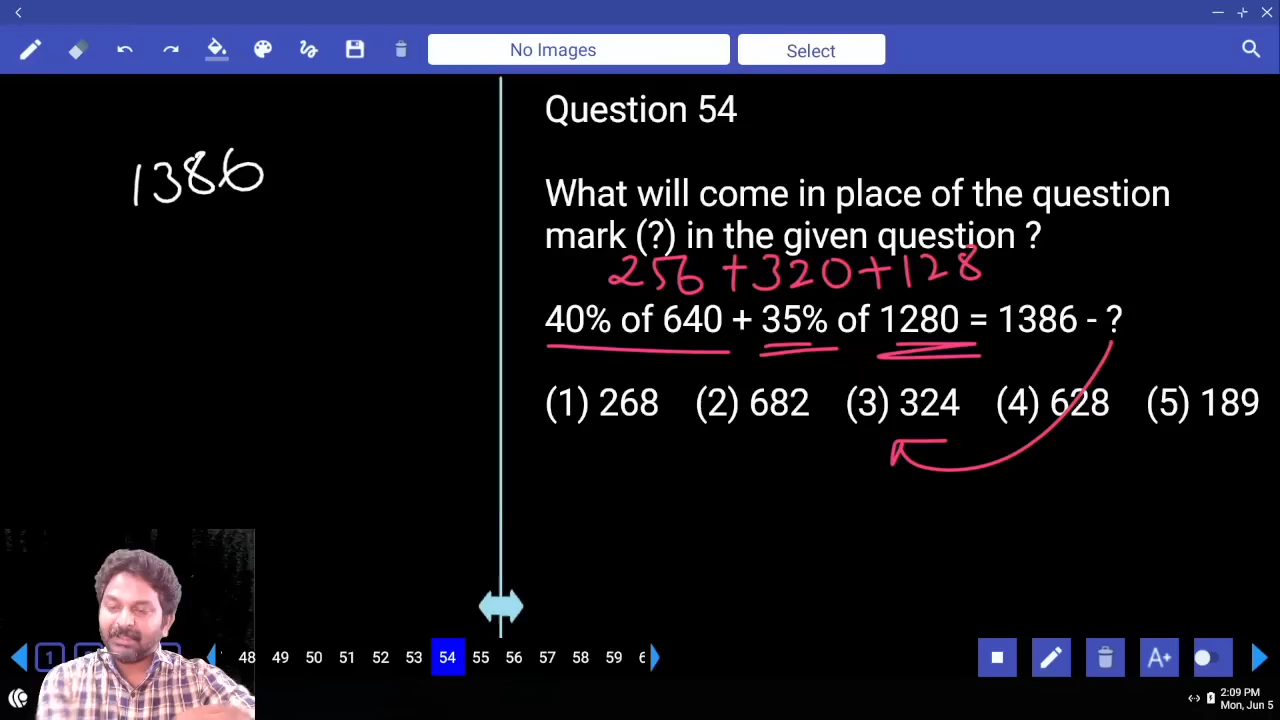 No Images
Select
1386
Question 54
What will come in place of the question
mark (?) in the given question ?
256 + 320 + 128
40% of 640 + 35% of 1280 = 1386 - ?
(1) 268 (2) 682 (3) 324 (4) 628 (5) 189
1
48 49 50 51 52 53 54 55 56 57 58 59 6
A+
2:09 PM
Mon, Jun 5